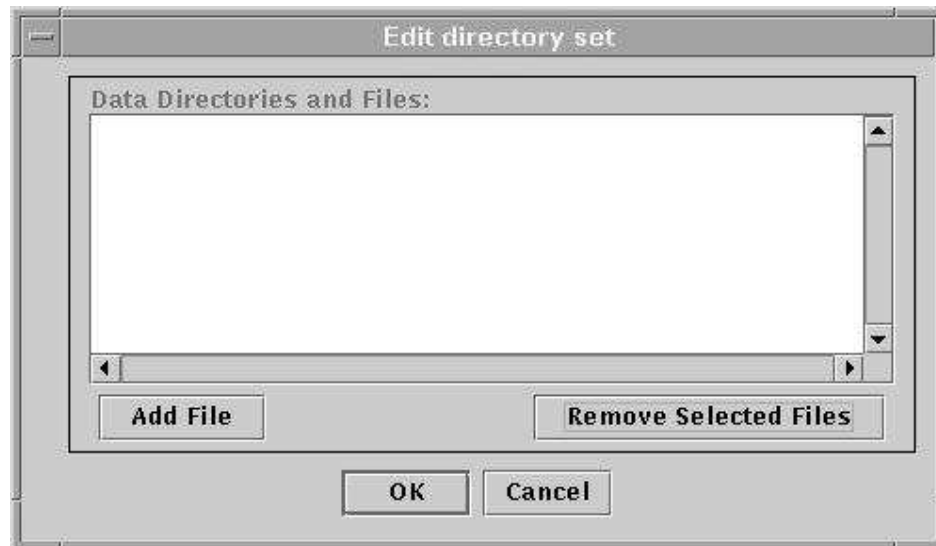 Edit directory set
Data Directories and Files:
Add File
Remove Selected Files
OK
Cancel